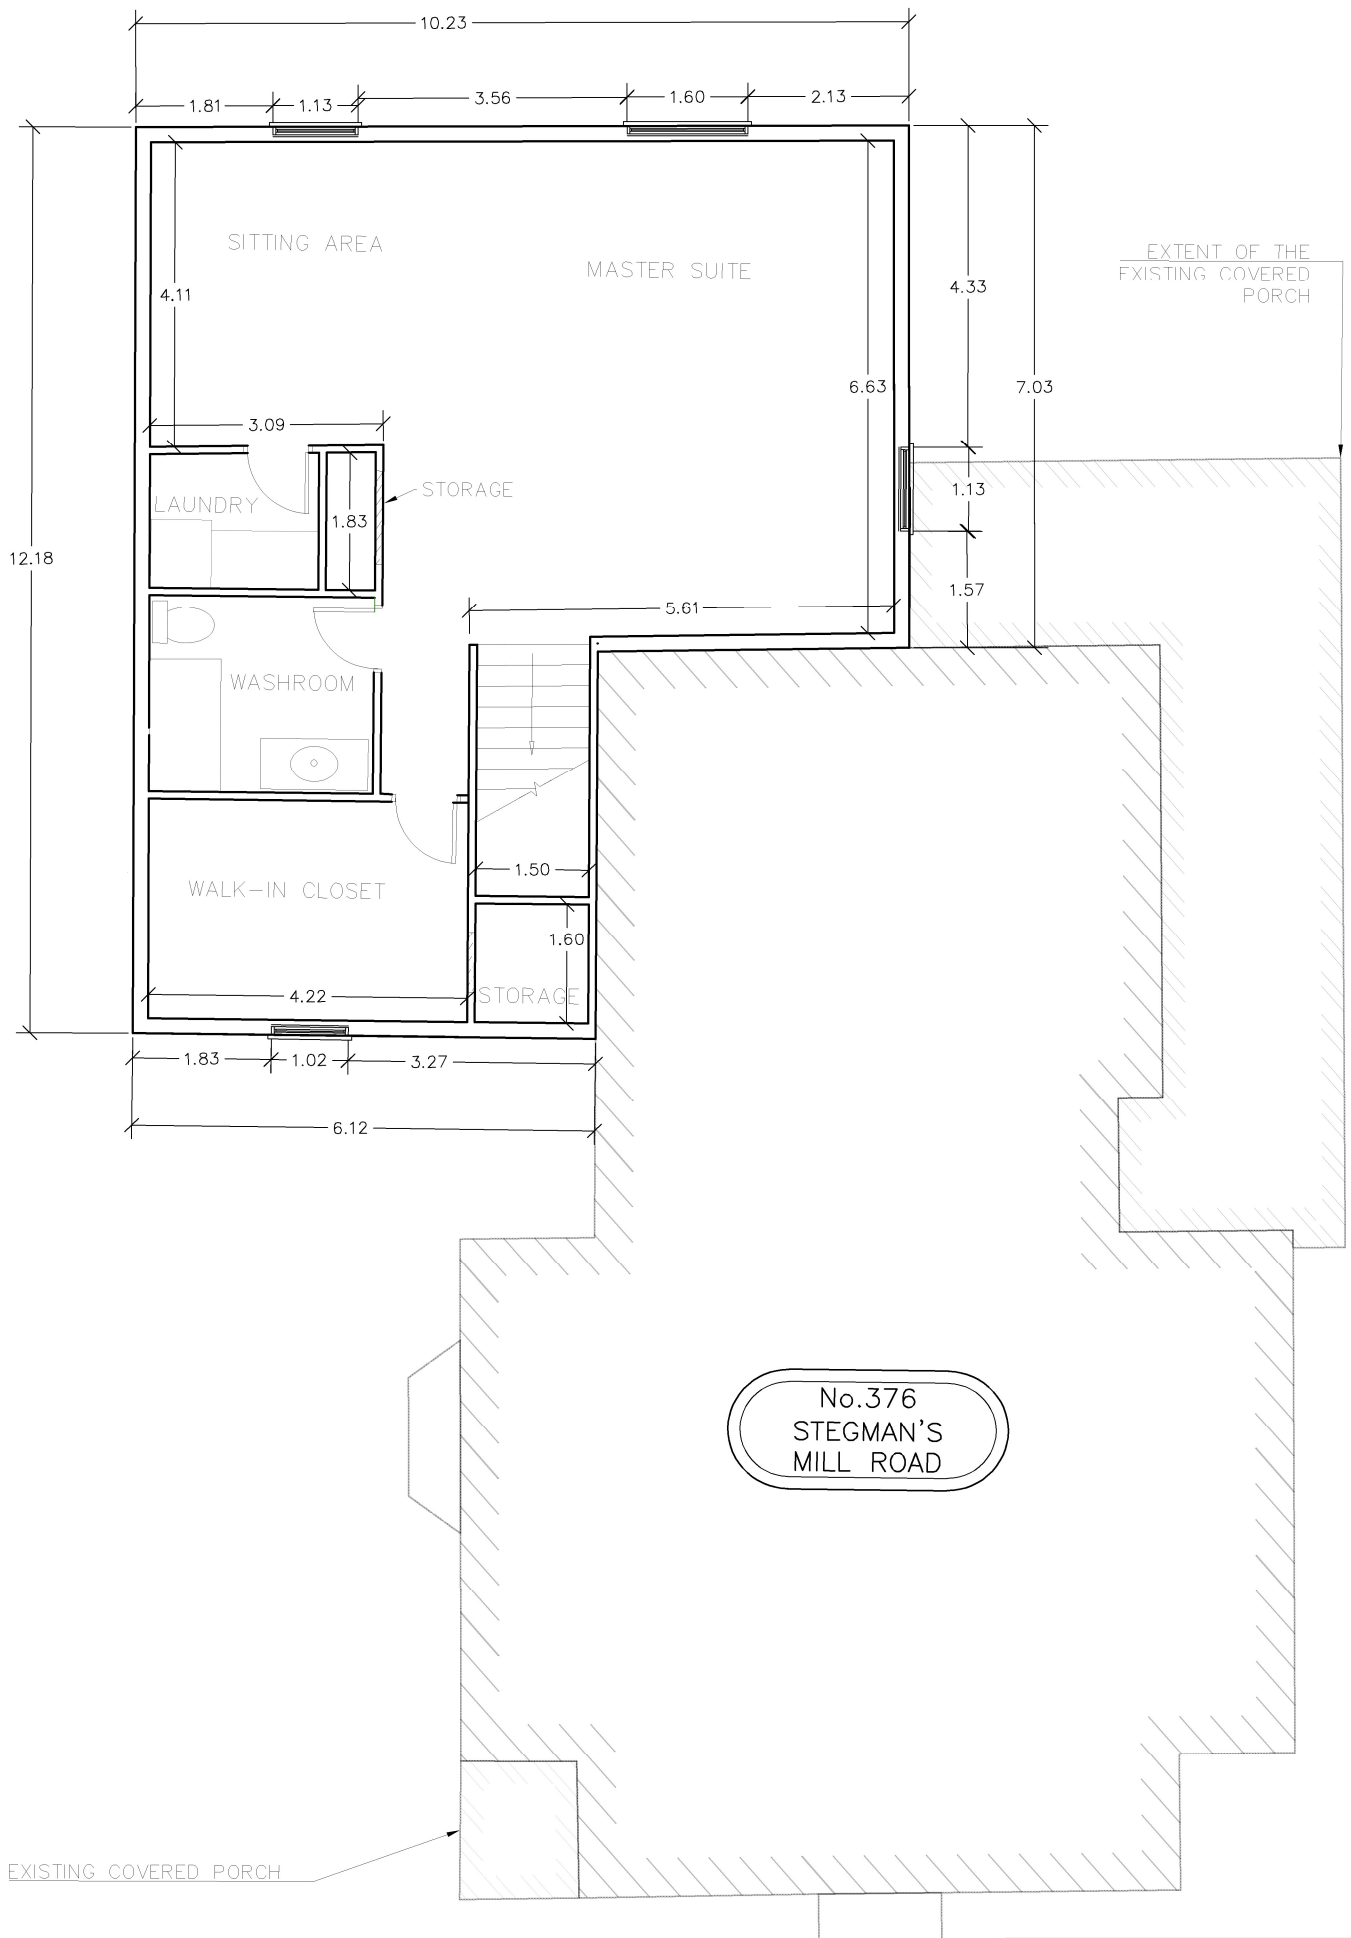 10.23
1.81
1.13
3.56
1.60
2.13
SITTING AREA
MASTER SUITE
EXTENT OF THE
EXISTING COVERED
PORCH
4.11
4.33
6.63
7.03
3.09
LAUNDRY
STORAGE
1.83
1.13
12.18
1.57
5.61
WASHROOM
1.50
WALK-IN CLOSET
1.60
4.22
STORAGE
1.83
1.02
3.27
6.12
No.376
STEGMAN'S
MILL ROAD
EXISTING COVERED PORCH